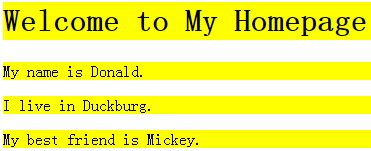 Welcome to My Homepage
My name is Donald.
I live in Duckburg.
My best friend is Mickey.